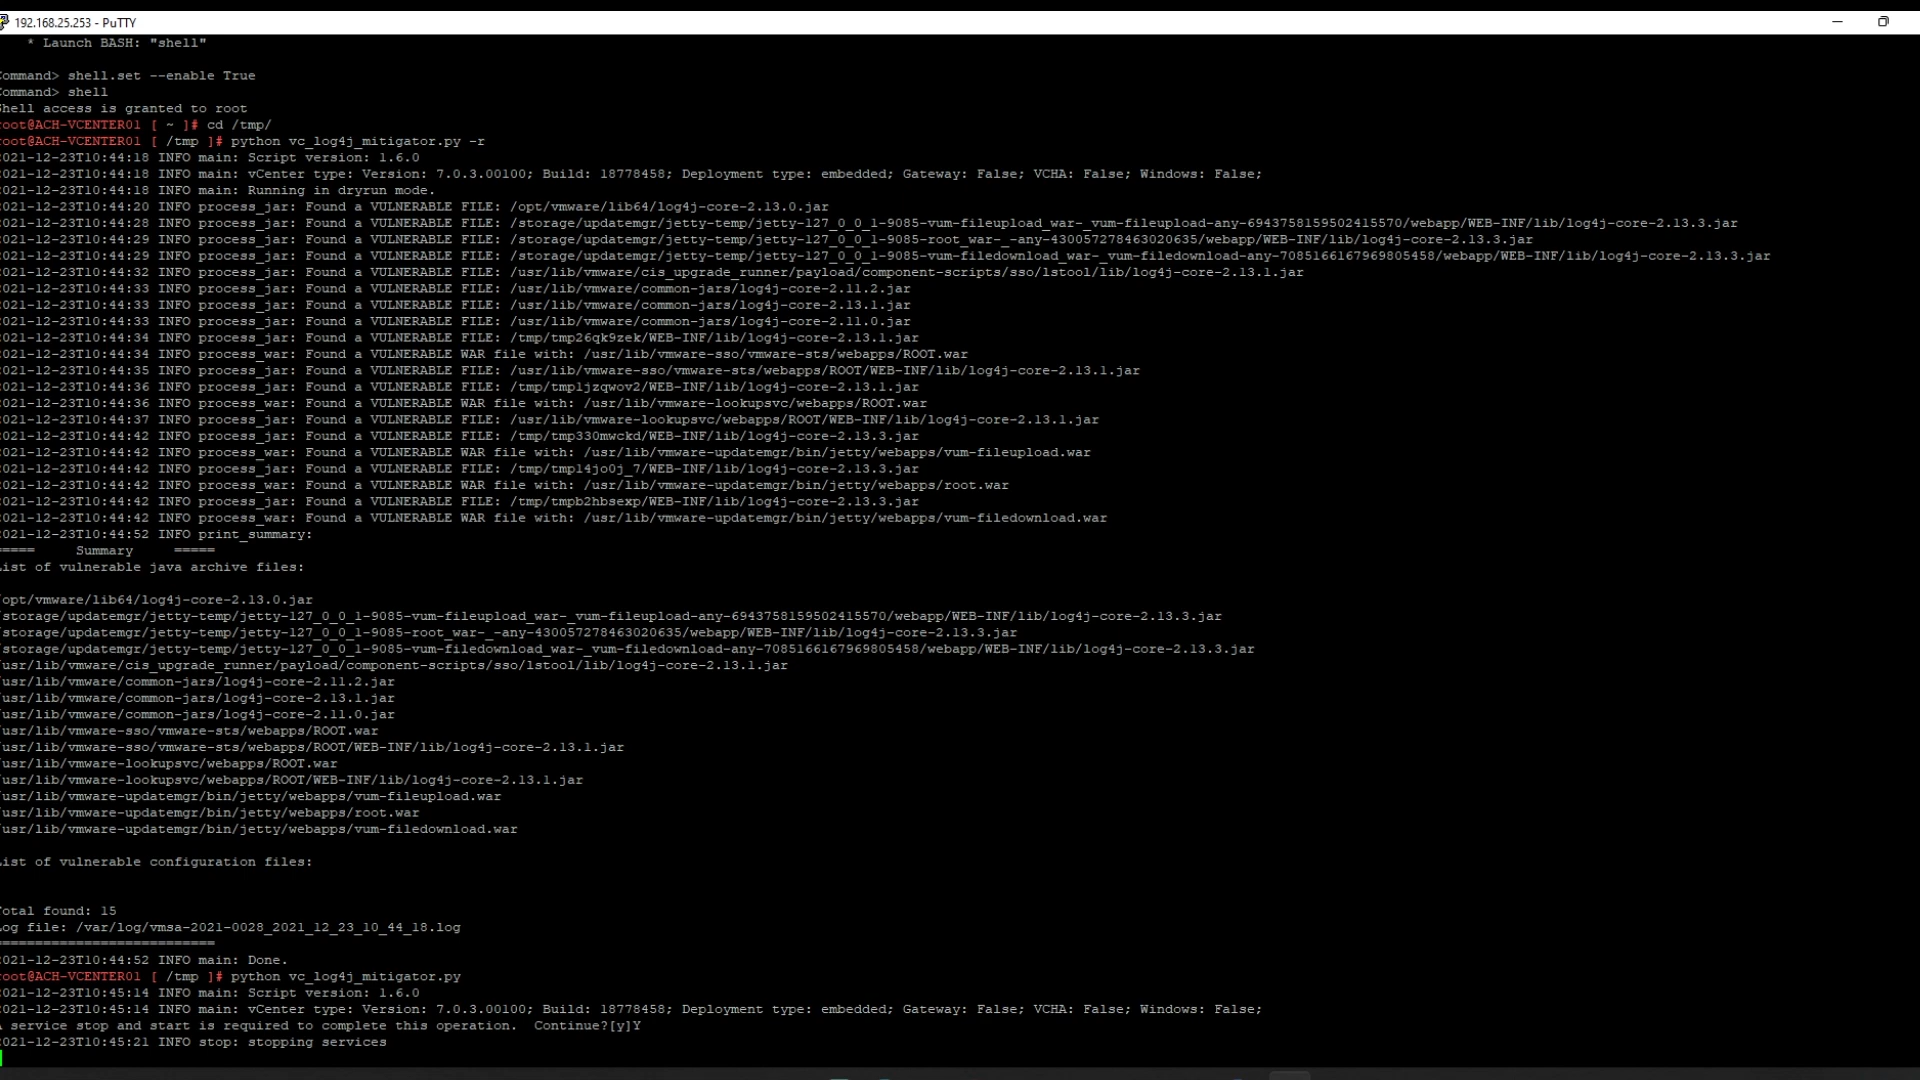 192.168.25.253 - PuTTY
* Launch BASH: "shell"
ommand> shell.set --enable True
ommand> shell
hell access is granted to root
oot@ACH-VCENTER01 [ ~ ]# cd /tmp/
oot@ACH-VCENTER01 [ /tmp ]# python vc_log4j_mitigator.py -r
021-12-23T10:44:18 INFO main: Script version: 1.6.0
021-12-23T10:44:18 INFO main: vCenter type: Version: 7.0.3.00100; Build: 18778458; Deployment type: embedded; Gateway: False; VCHA: False; Windows: False;
021-12-23T10:44:18 INFO main: Running in dryrun mode.
021-12-23T10:44:20 INFO process_jar: Found a VULNERABLE FILE: /opt/vmware/lib64/log4j-core-2.13.0.jar
021-12-23T10:44:28 INFO process_jar: Found a VULNERABLE FILE: /storage/updatemgr/jetty-temp/jetty-127_0_0_1-9085-vum-fileupload_war-_vum-fileupload-any-6943758159502415570/webapp/WEB-INF/lib/log4j-core-2.13.3.jar
021-12-23T10:44:29 INFO process_jar: Found a VULNERABLE FILE: /storage/updatemgr/jetty-temp/jetty-127_0_0_1-9085-root_war-_-any-430057278463020635/webapp/WEB-INF/lib/log4j-core-2.13.3.jar
021-12-23T10:44:29 INFO process_jar: Found a VULNERABLE FILE: /storage/updatemgr/jetty-temp/jetty-127_0_0_1-9085-vum-filedownload_war-_vum-filedownload-any-7085166167969805458/webapp/WEB-INF/lib/log4j-core-2.13.3.jar
021-12-23T10:44:32 INFO process_jar: Found a VULNERABLE FILE: /usr/lib/vmware/cis_upgrade_runner/payload/component-scripts/sso/lstool/lib/log4j-core-2.13.1.jar
021-12-23T10:44:33 INFO process_jar: Found a VULNERABLE FILE: /usr/lib/vmware/common-jars/log4j-core-2.11.2.jar
021-12-23T10:44:33 INFO process_jar: Found a VULNERABLE FILE: /usr/lib/vmware/common-jars/log4j-core-2.13.1.jar
021-12-23T10:44:33 INFO process_jar: Found a VULNERABLE FILE: /usr/lib/vmware/common-jars/log4j-core-2.11.0.jar
021-12-23T10:44:34 INFO process_jar: Found a VULNERABLE FILE: /tmp/tmp26qk9zek/WEB-INF/lib/log4j-core-2.13.1.jar
021-12-23T10:44:34 INFO process_war: Found a VULNERABLE WAR file with: /usr/lib/vmware-sso/vmware-sts/webapps/ROOT.war
021-12-23T10:44:35 INFO process_jar: Found a VULNERABLE FILE: /usr/lib/vmware-sso/vmware-sts/webapps/ROOT/WEB-INF/lib/log4j-core-2.13.1.jar
021-12-23T10:44:36 INFO process_jar: Found a VULNERABLE FILE: /tmp/tmp1jzqwov2/WEB-INF/lib/log4j-core-2.13.1.jar
021-12-23T10:44:36 INFO process_war: Found a VULNERABLE WAR file with: /usr/lib/vmware-lookupsvc/webapps/ROOT.war
021-12-23T10:44:37 INFO process_jar: Found a VULNERABLE FILE: /usr/lib/vmware-lookupsvc/webapps/ROOT/WEB-INF/lib/log4j-core-2.13.1.jar
021-12-23T10:44:42 INFO process_jar: Found a VULNERABLE FILE: /tmp/tmp330mwckd/WEB-INF/lib/log4j-core-2.13.3.jar
021-12-23T10:44:42 INFO process_war: Found a VULNERABLE WAR file with: /usr/lib/vmware-updatemgr/bin/jetty/webapps/vum-fileupload.war
021-12-23T10:44:42 INFO process_jar: Found a VULNERABLE FILE: /tmp/tmp14jo0j_7/WEB-INF/lib/log4j-core-2.13.3.jar
021-12-23T10:44:42 INFO process_war: Found a VULNERABLE WAR file with: /usr/lib/vmware-updatemgr/bin/jetty/webapps/root.war
021-12-23T10:44:42 INFO process_jar: Found a VULNERABLE FILE: /tmp/tmpb2hbsexp/WEB-INF/lib/log4j-core-2.13.3.jar
021-12-23T10:44:42 INFO process_war: Found a VULNERABLE WAR file with: /usr/lib/vmware-updatemgr/bin/jetty/webapps/vum-filedownload.war
021-12-23T10:44:52 INFO print_summary:
===== Summary =====
ist of vulnerable java archive files:
opt/vmware/lib64/log4j-core-2.13.0.jar
storage/updatemgr/jetty-temp/jetty-127_0_0_1-9085-vum-fileupload_war-_vum-fileupload-any-6943758159502415570/webapp/WEB-INF/lib/log4j-core-2.13.3.jar
storage/updatemgr/jetty-temp/jetty-127_0_0_1-9085-root_war-_-any-430057278463020635/webapp/WEB-INF/lib/log4j-core-2.13.3.jar
storage/updatemgr/jetty-temp/jetty-127_0_0_1-9085-vum-filedownload_war-_vum-filedownload-any-7085166167969805458/webapp/WEB-INF/lib/log4j-core-2.13.3.jar
usr/lib/vmware/cis_upgrade_runner/payload/component-scripts/sso/lstool/lib/log4j-core-2.13.1.jar
usr/lib/vmware/common-jars/log4j-core-2.11.2.jar
usr/lib/vmware/common-jars/log4j-core-2.13.1.jar
usr/lib/vmware/common-jars/log4j-core-2.11.0.jar
usr/lib/vmware-sso/vmware-sts/webapps/ROOT.war
usr/lib/vmware-sso/vmware-sts/webapps/ROOT/WEB-INF/lib/log4j-core-2.13.1.jar
usr/lib/vmware-lookupsvc/webapps/ROOT.war
usr/lib/vmware-lookupsvc/webapps/ROOT/WEB-INF/lib/log4j-core-2.13.1.jar
usr/lib/vmware-updatemgr/bin/jetty/webapps/vum-fileupload.war
usr/lib/vmware-updatemgr/bin/jetty/webapps/root.war
usr/lib/vmware-updatemgr/bin/jetty/webapps/vum-filedownload.war
ist of vulnerable configuration files:
otal found: 15
og file: /var/log/vmsa-2021-0028_2021_12_23_10_44_18.log
==========================
021-12-23T10:44:52 INFO main: Done.
oot@ACH-VCENTER01 [ /tmp ]# python vc_log4j_mitigator.py
021-12-23T10:45:14 INFO main: Script version: 1.6.0
021-12-23T10:45:14 INFO main: vCenter type: Version: 7.0.3.00100; Build: 18778458; Deployment type: embedded; Gateway: False; VCHA: False; Windows: False;
A service stop and start is required to complete this operation.  Continue?[y]Y
021-12-23T10:45:21 INFO stop: stopping services